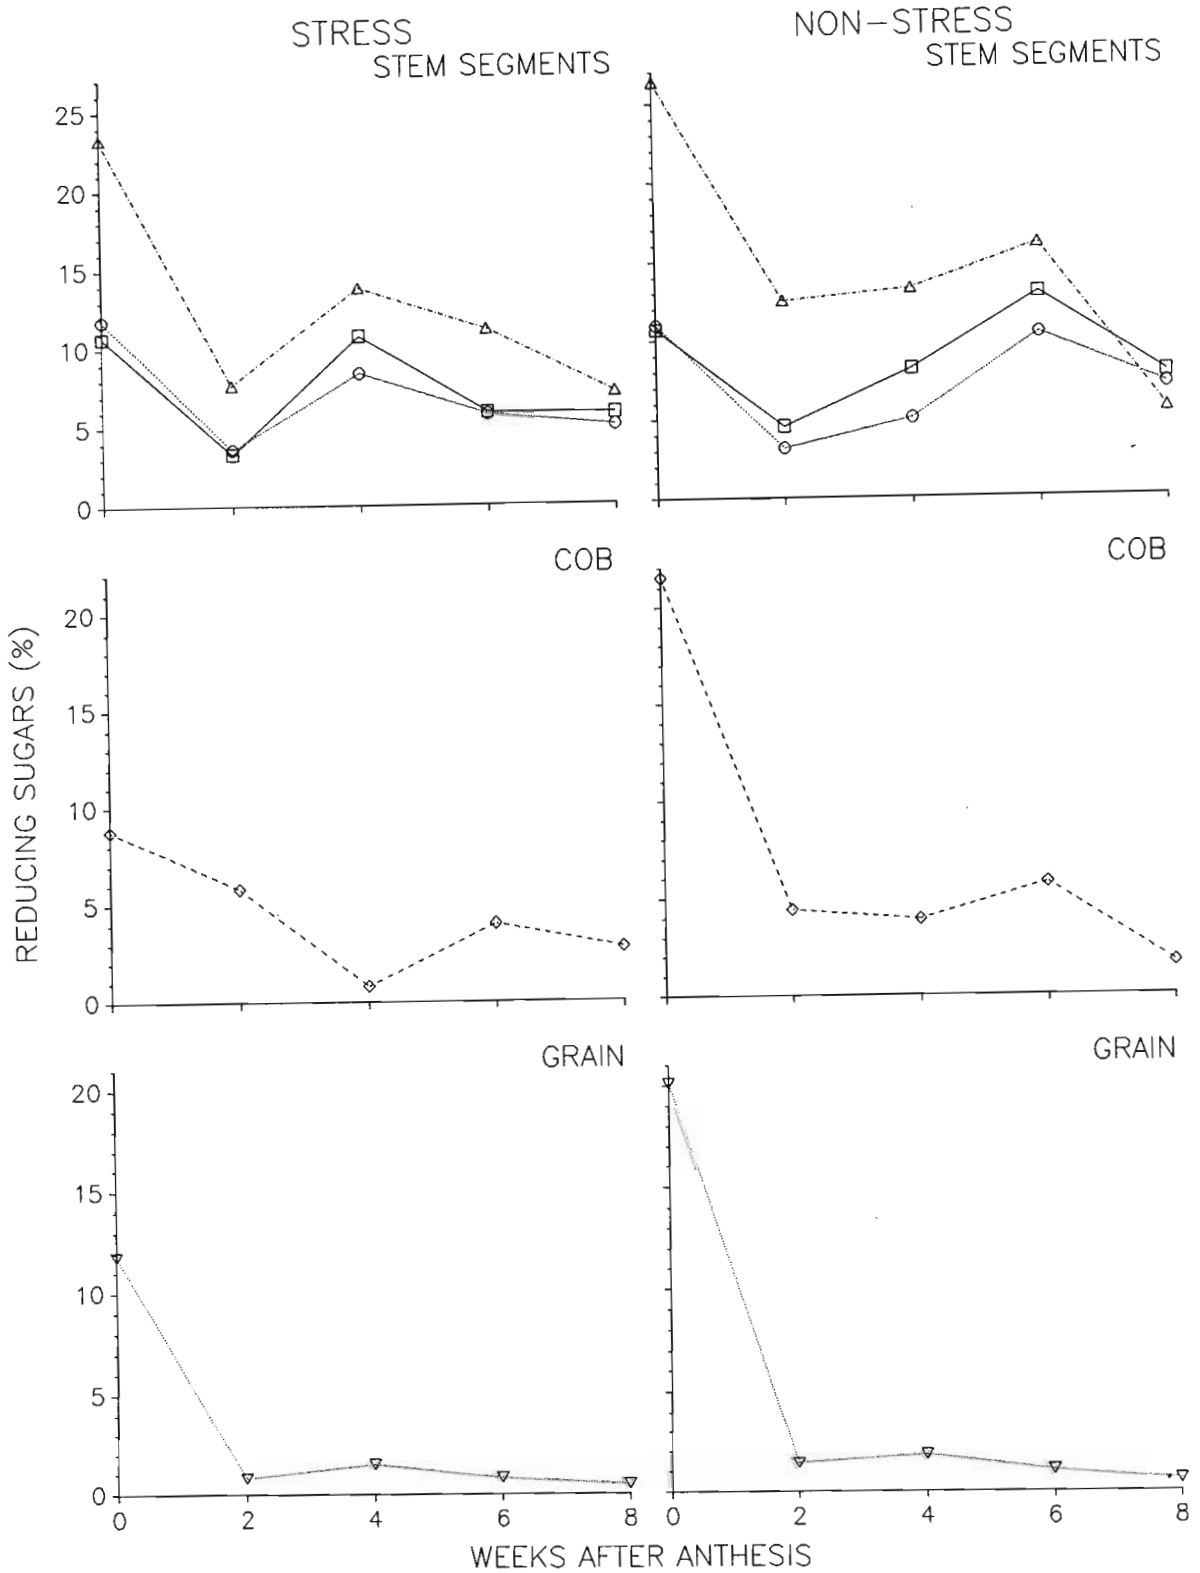 STRESS
STEM SEGMENTS
NON-STRESS
STEM SEGMENTS
25
20
15
10
5
0
COB
COB
20
15
10
5
0
REDUCING SUGARS (%)
GRAIN
GRAIN
20
15
10
5
0
0 2 4 6 8
0 2 4 6 8
WEEKS AFTER ANTHESIS